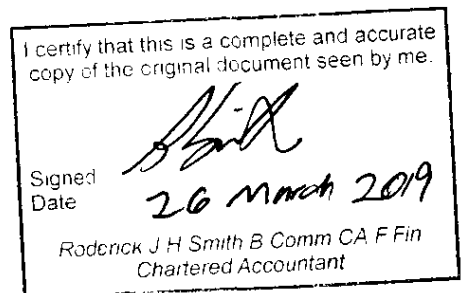 I certify that this is a complete and accurate
copy of the original document seen by me.
Signed
Date 26 March 2019
Roderick J H Smith B Comm CA F Fin
Chartered Accountant